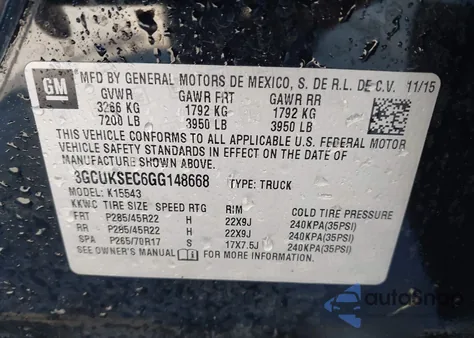 GM
MFD BY GENERAL MOTORS DE MEXICO, S. DE R.L. DE C.V. 11/15
GVWR GAWR FRT GAWR RR
3266 KG 1792 KG 1792 KG
7200 LB 3950 LB 3950 LB
THIS VEHICLE CONFORMS TO ALL APPLICABLE U.S. FEDERAL MOTOR
VEHICLE SAFETY STANDARDS IN EFFECT ON THE DATE OF
MANUFACTURE SHOWN ABOVE.
3GCUKSEC6GG148668 TYPE: TRUCK
MODEL: K15543
KKWC TIRE SIZE SPEED RTG RIM COLD TIRE PRESSURE
FRT P285/45R22 H 22X9J 240KPA(35PSI)
RR P285/45R22 H 22X9J 240KPA(35PSI)
SPA P265/70R17 S 17X7.5J 240KPA(35PSI)
SEE OWNER'S MANUAL FOR MORE INFORMATION.
autoSnap